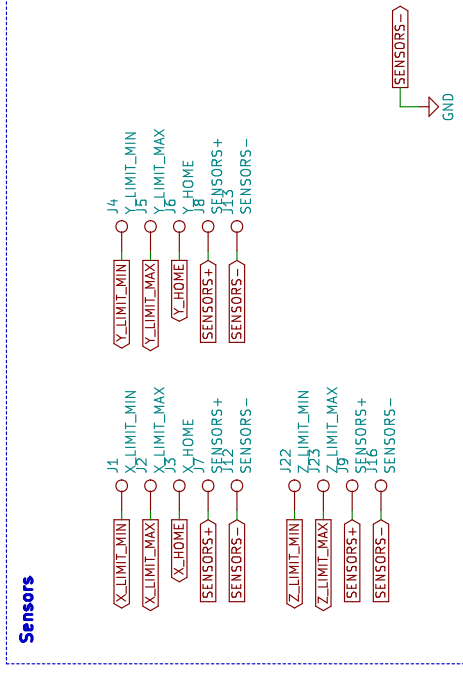 Sensors
J1
X_LIMIT_MIN
X_LIMIT_MIN
J2
X_LIMIT_MAX
X_LIMIT_MAX
J3
X_HOME
X_HOME
J7
SENSORS+
SENSORS+
J12
SENSORS-
SENSORS-
J22
Z_LIMIT_MIN
Z_LIMIT_MIN
J23
Z_LIMIT_MAX
Z_LIMIT_MAX
J9
SENSORS+
SENSORS+
J16
SENSORS-
SENSORS-
J4
Y_LIMIT_MIN
Y_LIMIT_MIN
J5
Y_LIMIT_MAX
Y_LIMIT_MAX
J6
Y_HOME
Y_HOME
J8
SENSORS+
SENSORS+
J13
SENSORS-
SENSORS-
SENSORS-
GND